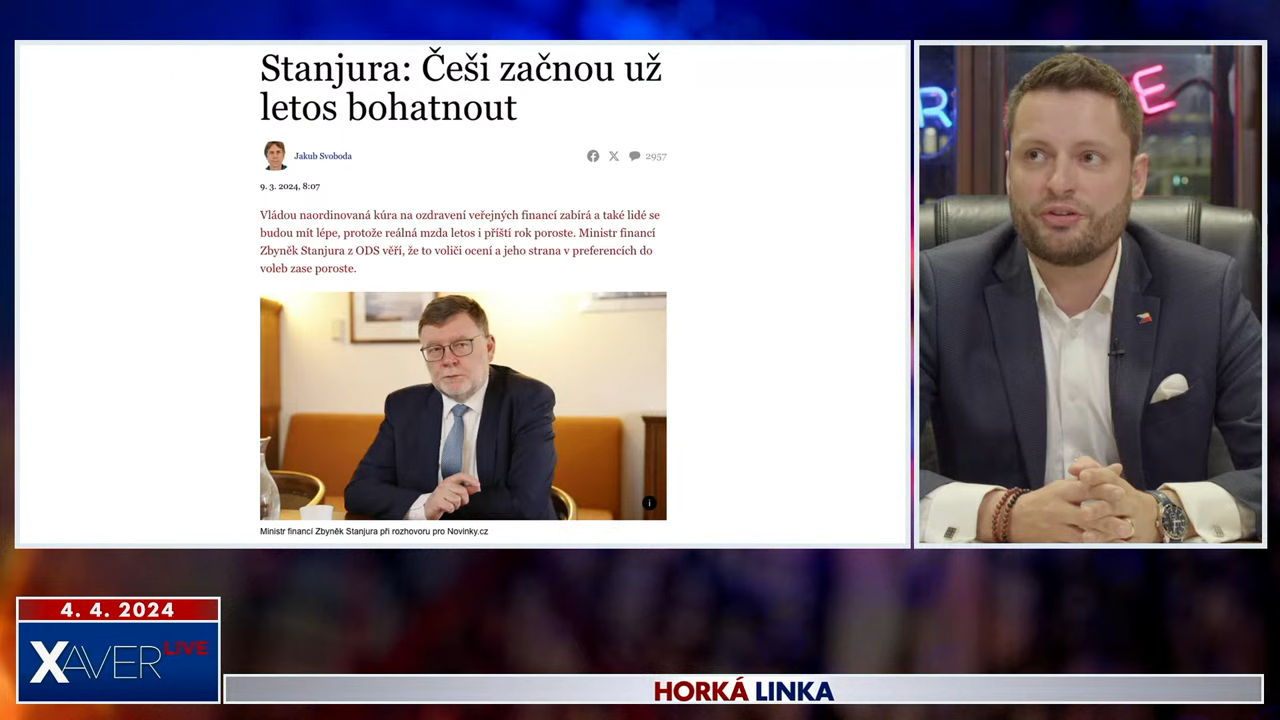 Stanjura: Češi začnou už
letos bohatnout
Jakub Svoboda
2957
9. 3. 2024, 8:07
Vládou naordinovaná kúra na ozdravení veřejných financí zabírá a také lidé se
budou mít lépe, protože reálná mzda letos i příští rok poroste. Ministr financí
Zbyněk Stanjura z ODS věří, že to voliči ocení a jeho strana v preferencích do
voleb zase poroste.
i
Ministr financí Zbyněk Stanjura při rozhovoru pro Novinky.cz
R
E
4. 4. 2024
XAVER LIVE
HORKÁ LINKA